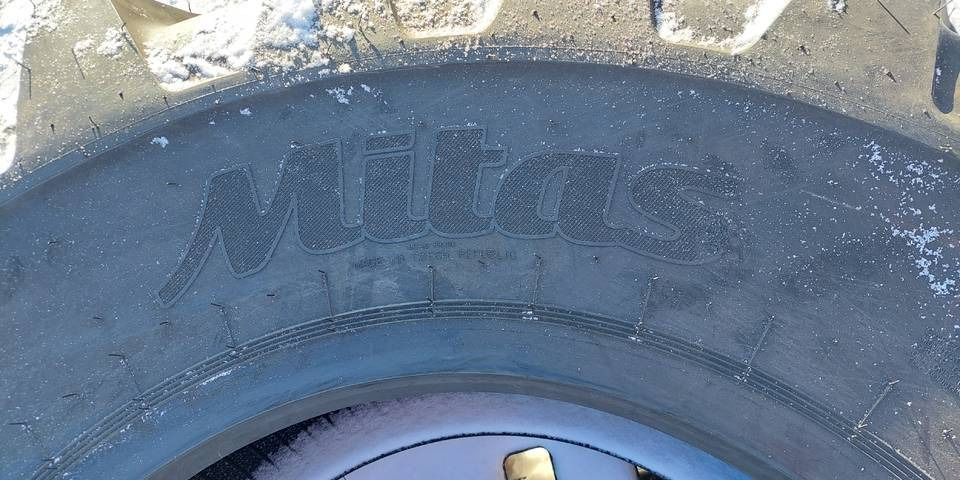 Mitas
MADE IN CZECH REPUBLIC